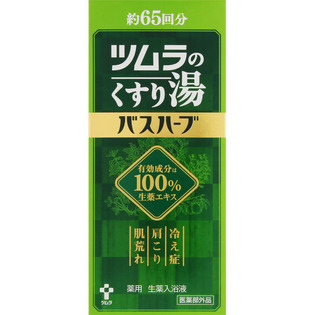 約65回分
ツムラの
くすり湯
バスハーブ
有効成分は
100%
生薬エキス
冷え症
肩こり
肌荒れ
薬用 生薬入浴液
ツムラ
医薬部外品